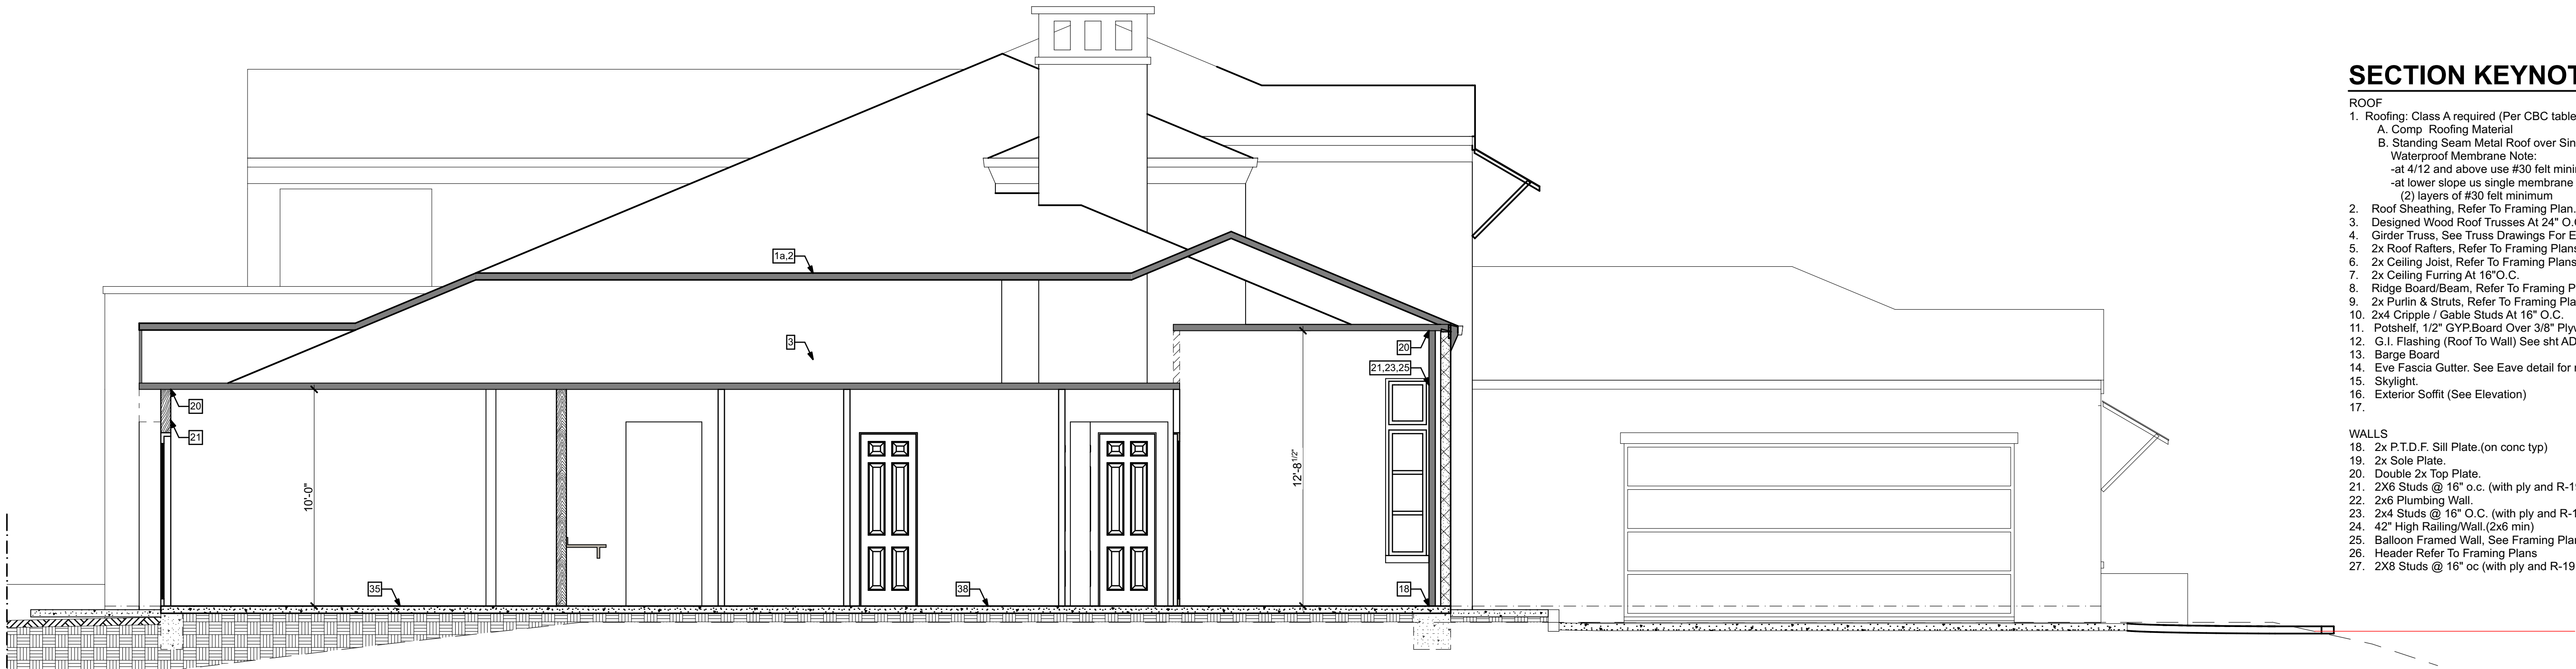 1a,2
3
20
21,23,25
20
21
10'-0"
12'-8 1/2"
35
38
18
SECTION KEYNOT
ROOF
1. Roofing: Class A required (Per CBC table
A. Comp Roofing Material
B. Standing Seam Metal Roof over Sin
Waterproof Membrane Note:
-at 4/12 and above use #30 felt mini
-at lower slope us single membrane
(2) layers of #30 felt minimum
2. Roof Sheathing, Refer To Framing Plan.
3. Designed Wood Roof Trusses At 24" O.
4. Girder Truss, See Truss Drawings For E
5. 2x Roof Rafters, Refer To Framing Plans
6. 2x Ceiling Joist, Refer To Framing Plans
7. 2x Ceiling Furring At 16"O.C.
8. Ridge Board/Beam, Refer To Framing P
9. 2x Purlin & Struts, Refer To Framing Pla
10. 2x4 Cripple / Gable Studs At 16" O.C.
11. Potshelf, 1/2" GYP.Board Over 3/8" Ply
12. G.I. Flashing (Roof To Wall) See sht AD
13. Barge Board
14. Eve Fascia Gutter. See Eave detail for
15. Skylight.
16. Exterior Soffit (See Elevation)
17.
WALLS
18. 2x P.T.D.F. Sill Plate.(on conc typ)
19. 2x Sole Plate.
20. Double 2x Top Plate.
21. 2X6 Studs @ 16" o.c. (with ply and R-1
22. 2x6 Plumbing Wall.
23. 2x4 Studs @ 16" O.C. (with ply and R-1
24. 42" High Railing/Wall.(2x6 min)
25. Balloon Framed Wall, See Framing Pla
26. Header Refer To Framing Plans
27. 2X8 Studs @ 16" oc (with ply and R-19